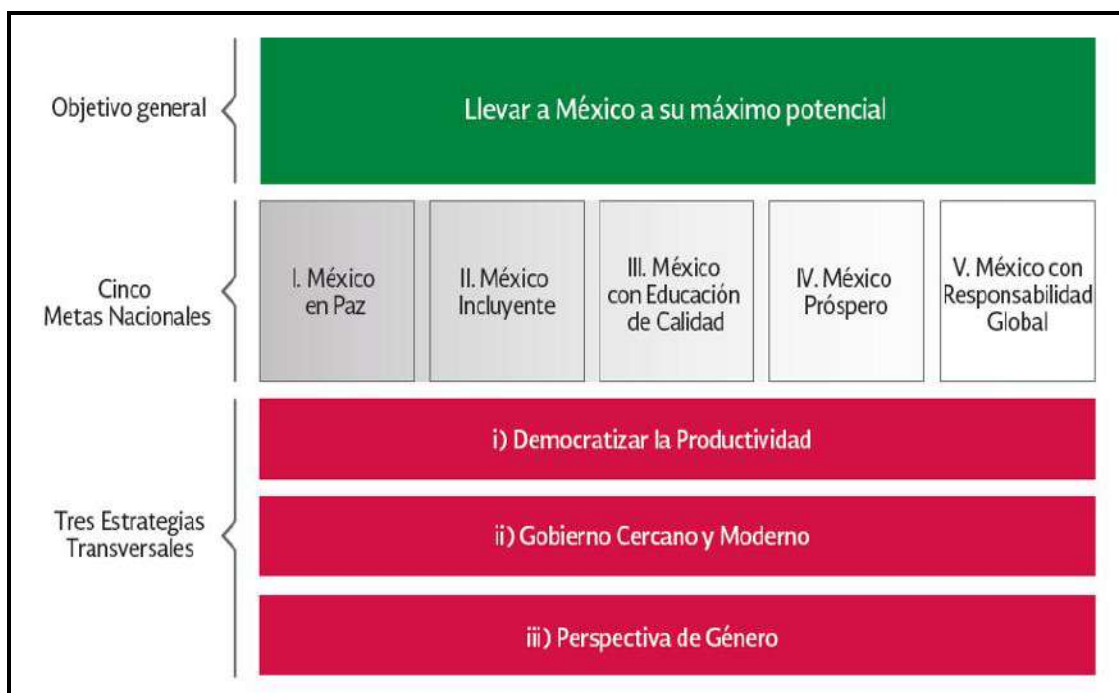 Objetivo general
Llevar a México a su máximo potencial
Cinco
Metas Nacionales
I. México
en Paz
II. México
Incluyente
III. México
con Educación
de Calidad
IV. México
Próspero
V. México con
Responsabilidad
Global
Tres Estrategias
Transversales
i) Democratizar la Productividad
ii) Gobierno Cercano y Moderno
iii) Perspectiva de Género